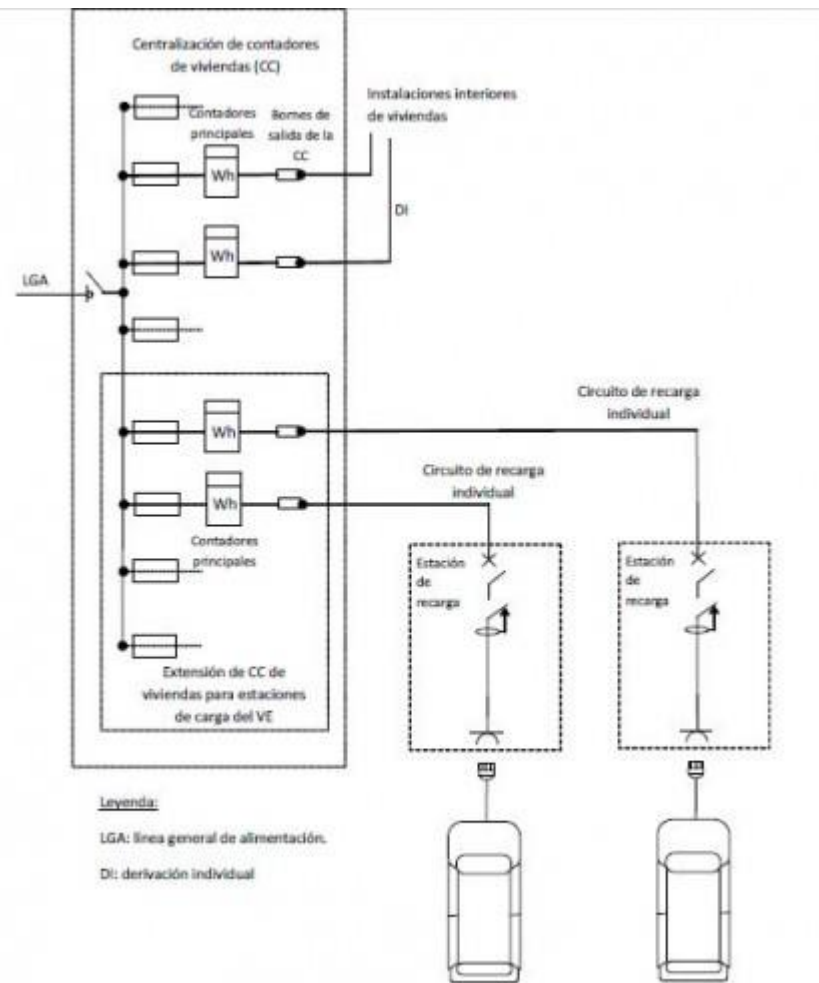 Centralización de contadores
de viviendas (CC)
Contadores
principales
Bornes de
salida de la
CC
Instalaciones interiores
de viviendas
Wh
DI
Wh
LGA
Circuito de recarga
individual
Wh
Circuito de recarga
individual
Wh
Contadores
principales
Estación
de
recarga
Estación
de
recarga
Extensión de CC de
viviendas para estaciones
de carga del VE
Leyenda:
LGA: línea general de alimentación.
DI: derivación individual